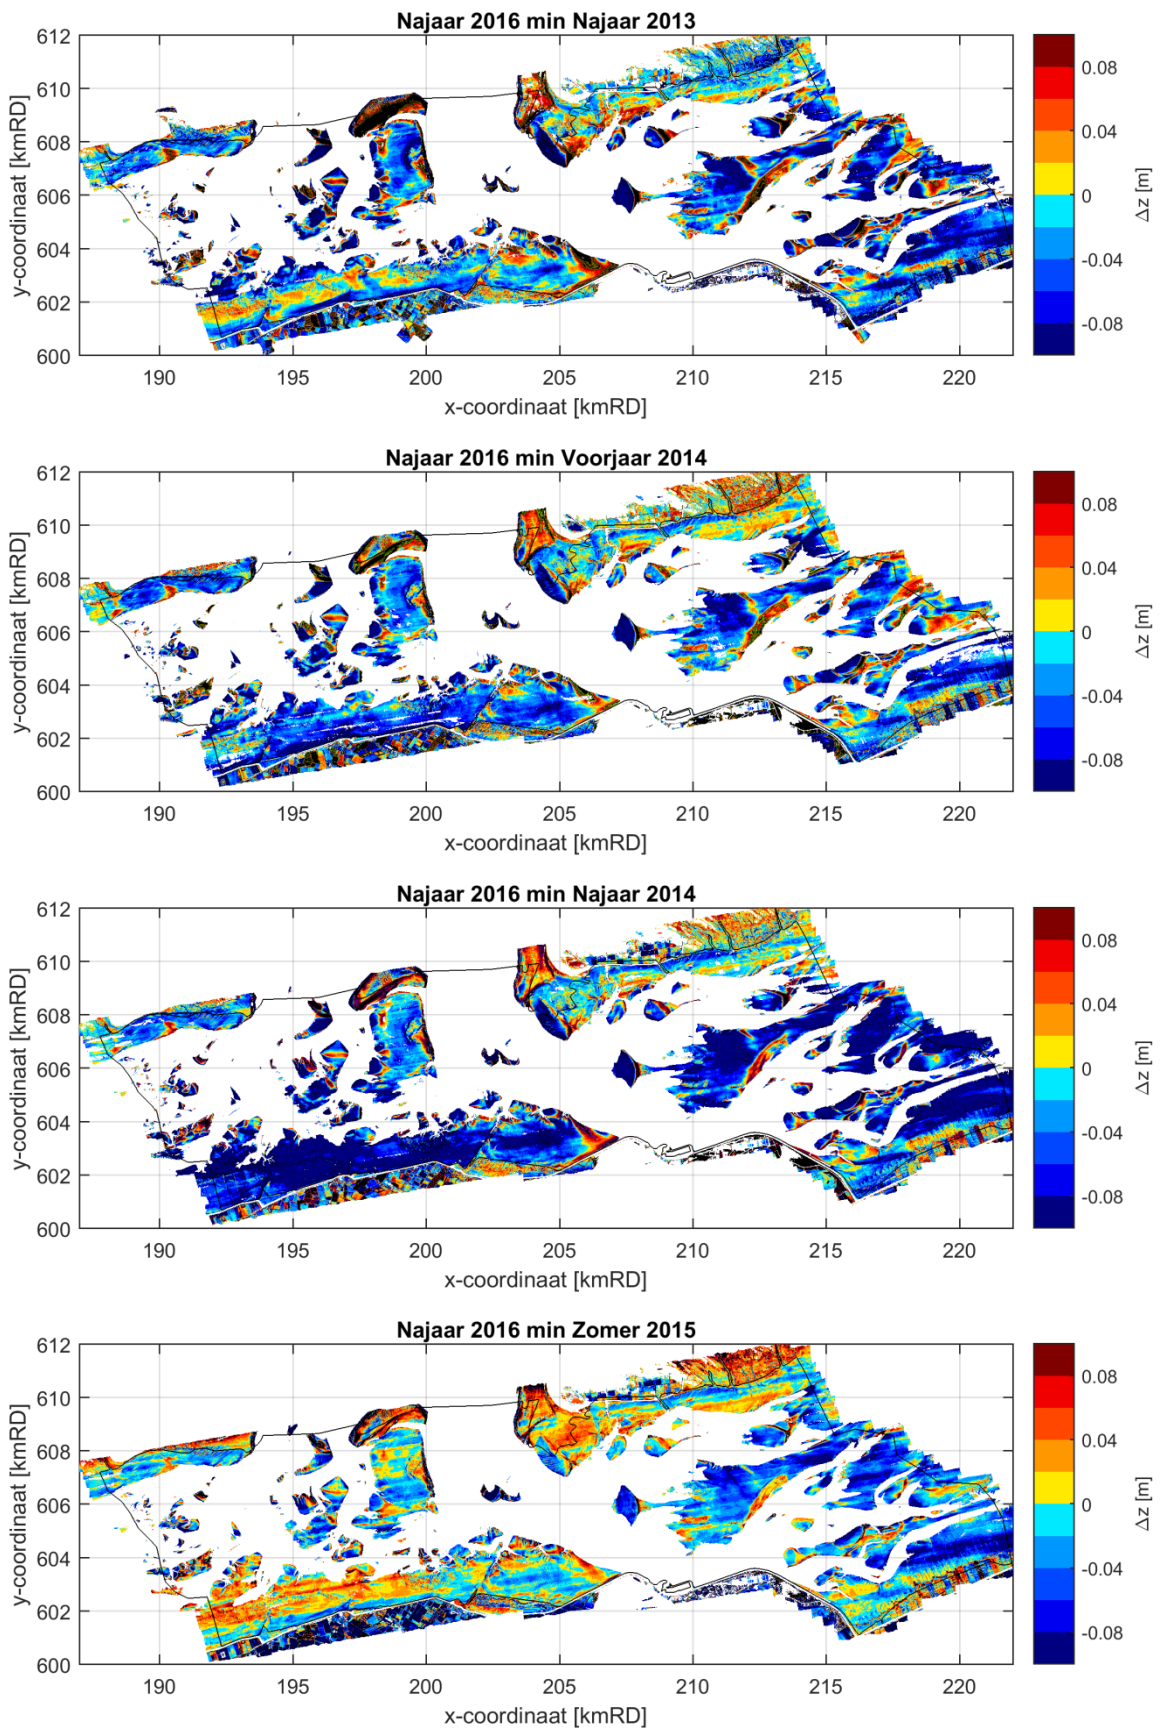 Najaar 2016 min Najaar 2013
612
610
608
606
604
602
600
y-coordinaat [kmRD]
190 195 200 205 210 215 220
x-coordinaat [kmRD]
0.08
0.04
0
-0.04
-0.08
Δz [m]
Najaar 2016 min Voorjaar 2014
612
610
608
606
604
602
600
y-coordinaat [kmRD]
190 195 200 205 210 215 220
x-coordinaat [kmRD]
0.08
0.04
0
-0.04
-0.08
Δz [m]
Najaar 2016 min Najaar 2014
612
610
608
606
604
602
600
y-coordinaat [kmRD]
190 195 200 205 210 215 220
x-coordinaat [kmRD]
0.08
0.04
0
-0.04
-0.08
Δz [m]
Najaar 2016 min Zomer 2015
612
610
608
606
604
602
600
y-coordinaat [kmRD]
190 195 200 205 210 215 220
x-coordinaat [kmRD]
0.08
0.04
0
-0.04
-0.08
Δz [m]